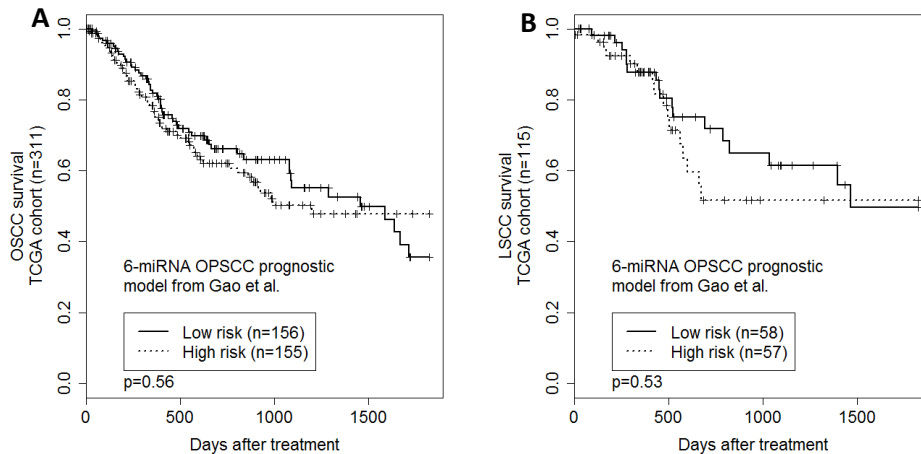 A
OSCC survival
TCGA cohort (n=311)
1.0
0.8
0.6
0.4
0.2
0.0
6-miRNA OPSCC prognostic
model from Gao et al.
Low risk (n=156)
High risk (n=155)
p=0.56
0
500
1000
1500
Days after treatment
B
LSCC survival
TCGA cohort (n=115)
1.0
0.8
0.6
0.4
0.2
0.0
6-miRNA OPSCC prognostic
model from Gao et al.
Low risk (n=58)
High risk (n=57)
p=0.53
0
500
1000
1500
Days after treatment